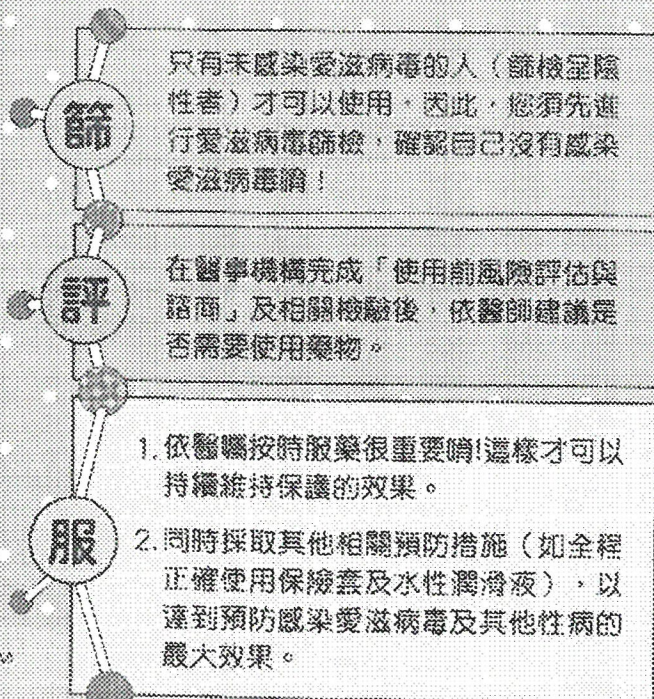 篩
只有未感染愛滋病毒的人（篩檢呈陰
性者）才可以使用。因此，您須先進
行愛滋病毒篩檢，確認自己沒有感染
愛滋病毒唷！
評
在醫事機構完成「使用前風險評估與
諮商」及相關檢驗後，依醫師建議是
否需要使用藥物。
服
1. 依醫囑按時服藥很重要唷!這樣才可以
持續維持保護的效果。
2. 同時採取其他相關預防措施（如全程
正確使用保險套及水性潤滑液），以
達到預防感染愛滋病毒及其他性病的
最大效果。